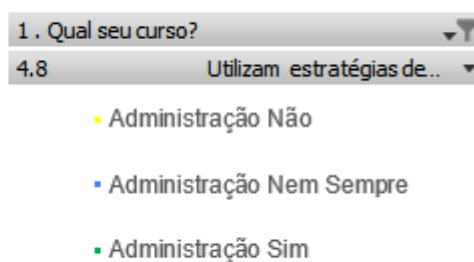 1 . Qual seu curso?
4.8 Utilizam estratégias de...
Administração Não
Administração Nem Sempre
Administração Sim